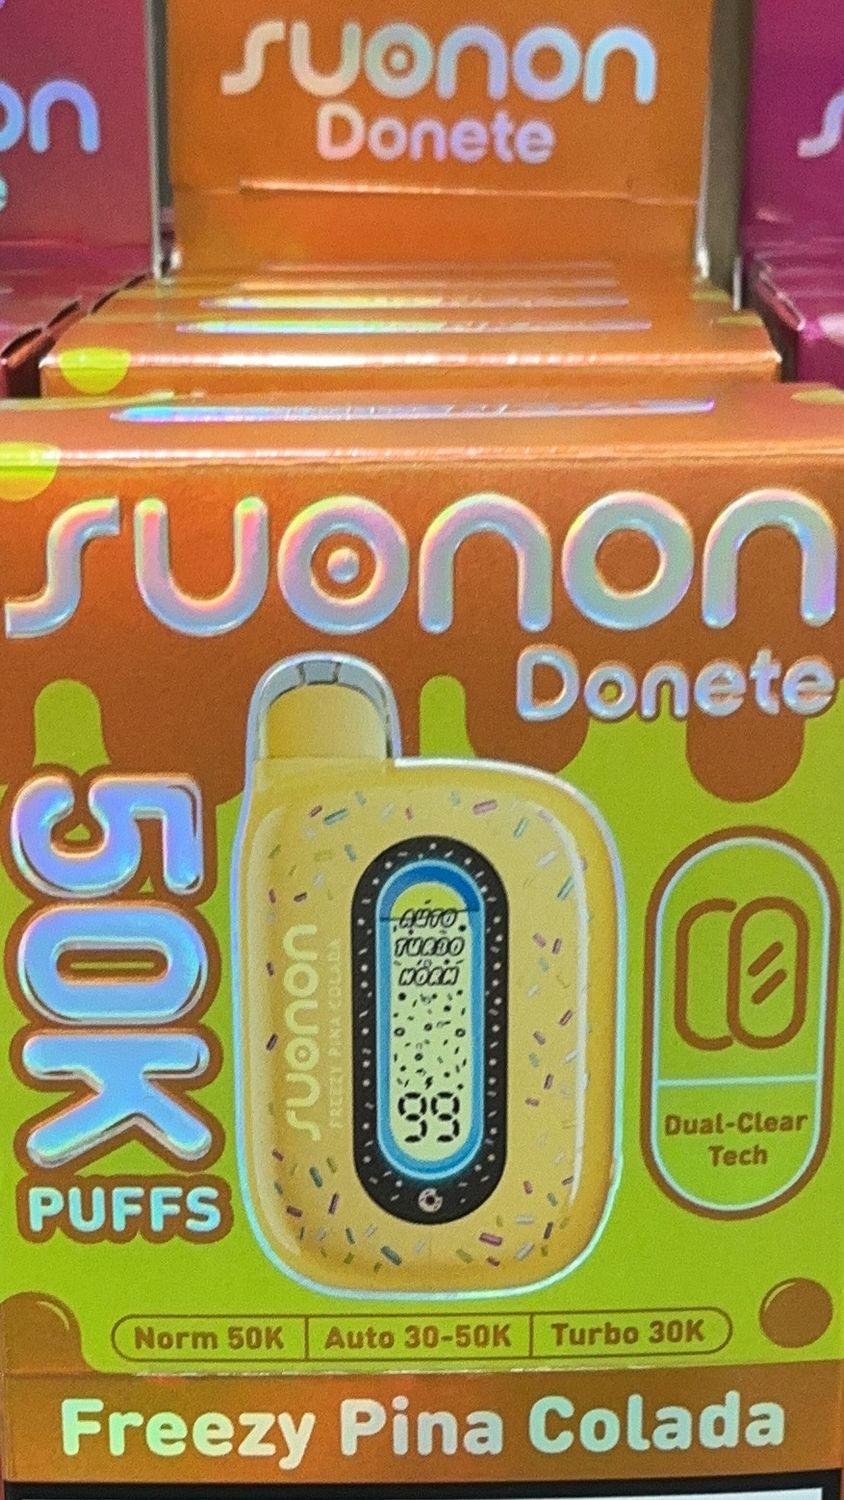 suonon
Donete
on
e
s
suonon
Donete
50K
PUFFS
suonon
FREEZY PINA COLADA
AUTO
TURBO
NORM
99
Dual-Clear
Tech
Norm 50K Auto 30-50K Turbo 30K
Freezy Pina Colada